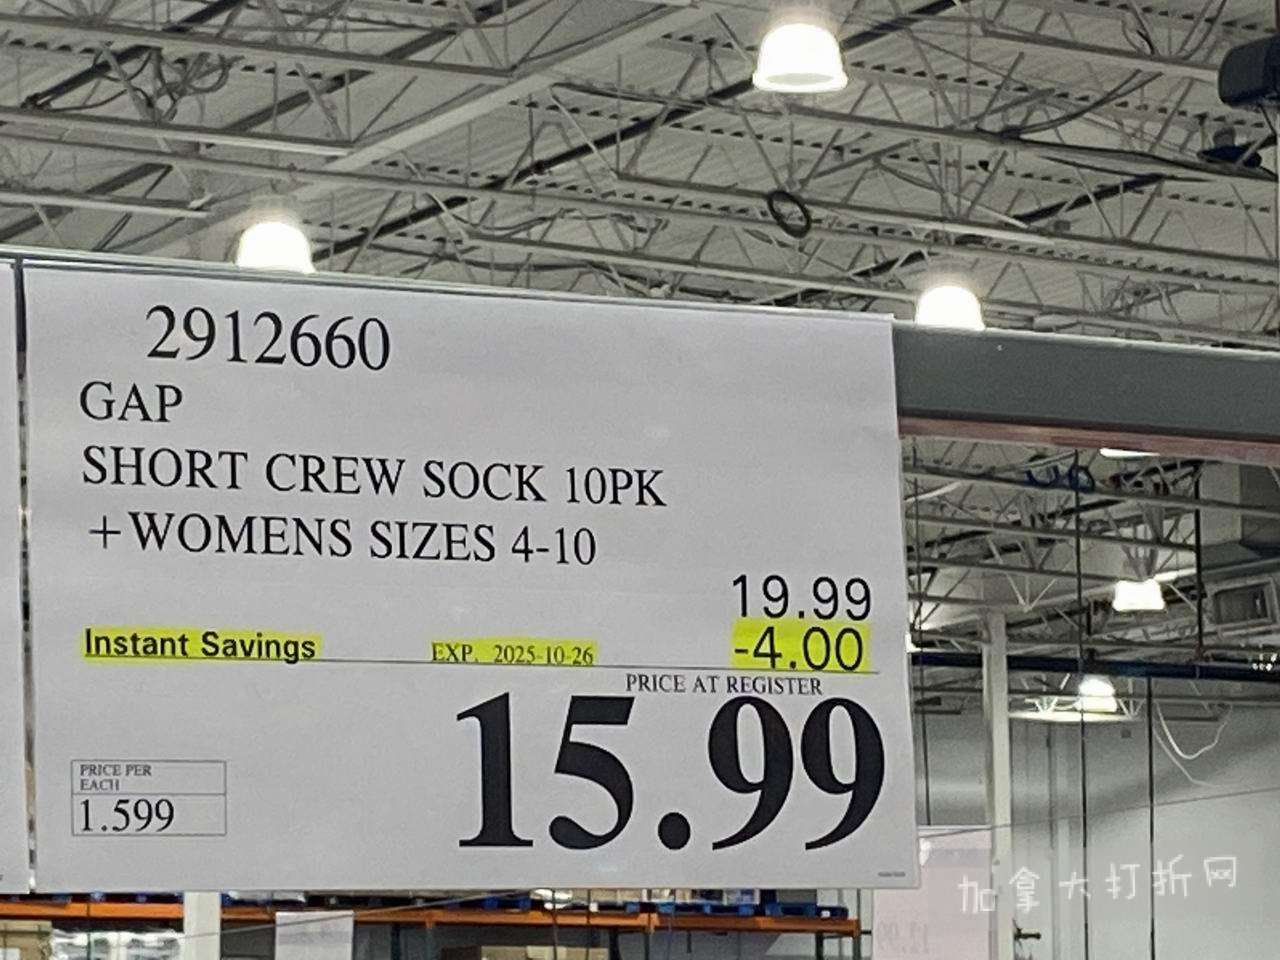 2912660
GAP
SHORT CREW SOCK 10PK
+WOMENS SIZES 4-10
19.99
Instant Savings EXP. 2025-10-26 -4.00
PRICE AT REGISTER
15.99
PRICE PER
EACH
1.599
加拿大打折网